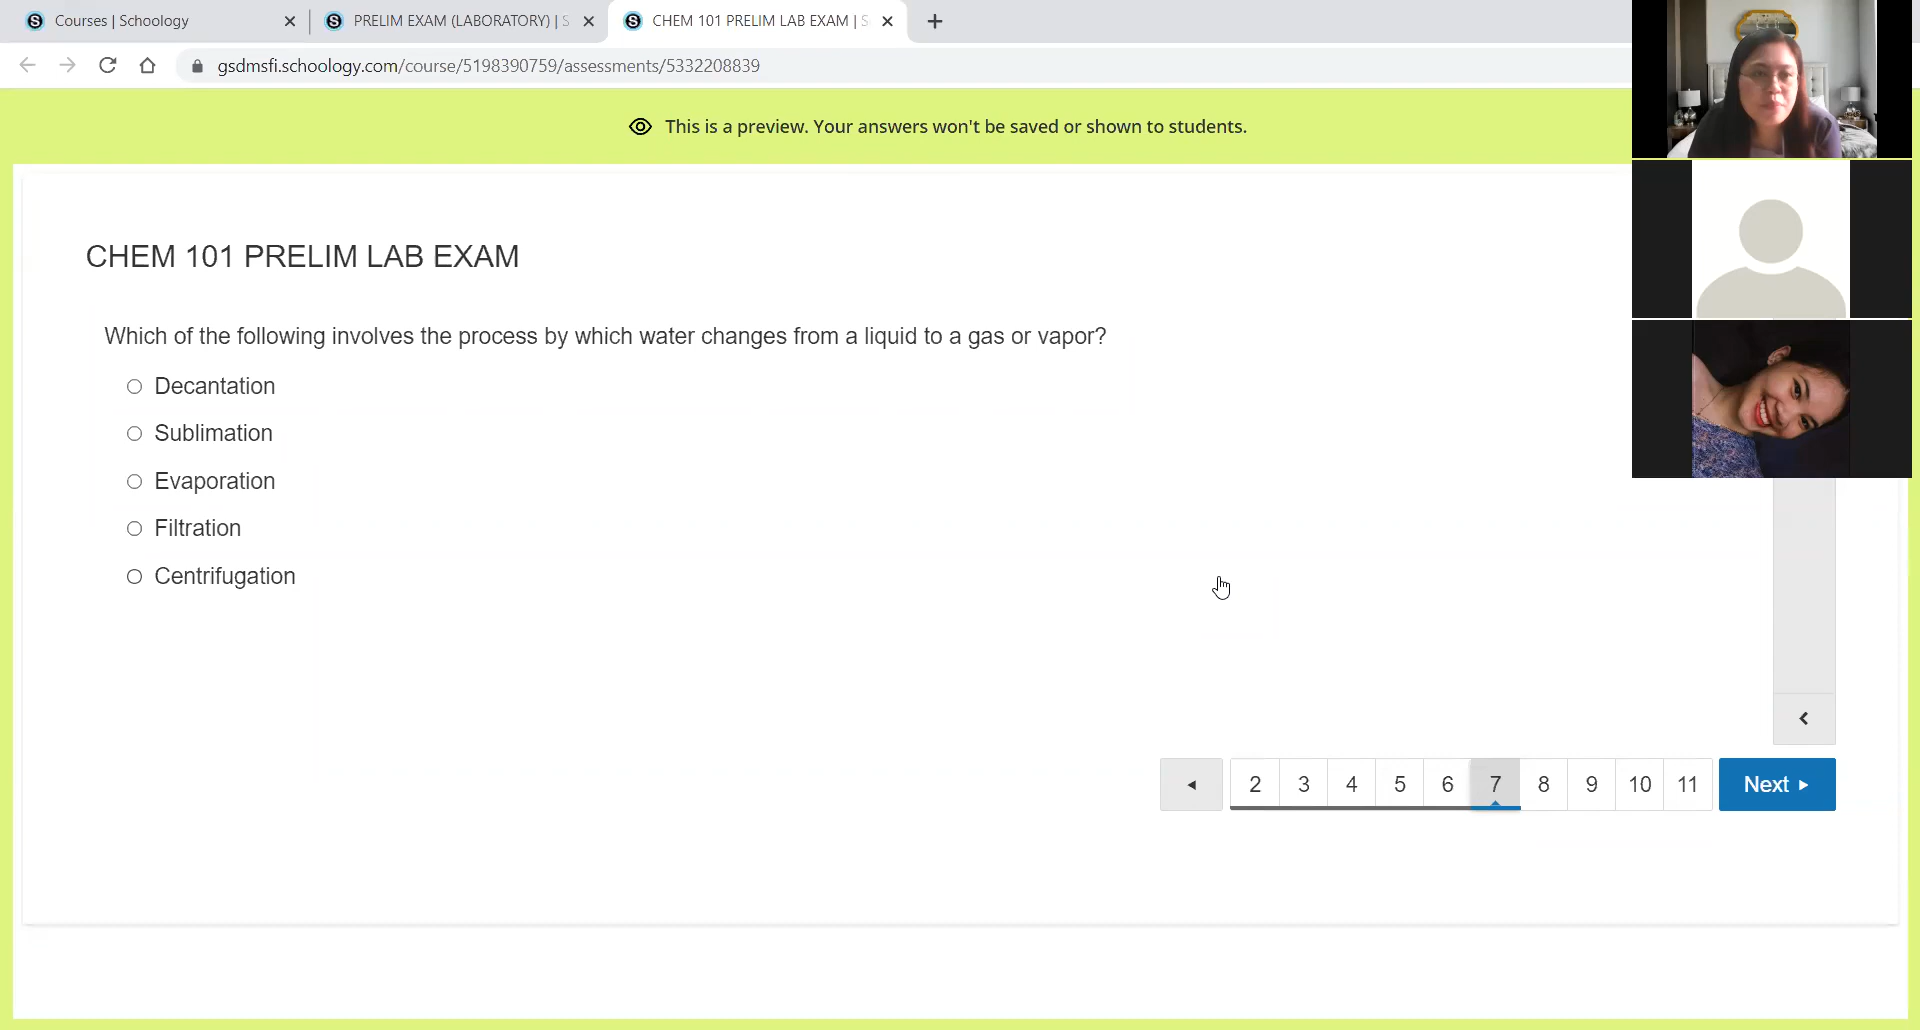 Courses | Schoology
PRELIM EXAM (LABORATORY) | S
CHEM 101 PRELIM LAB EXAM | S
gsdmsfi.schoology.com/course/5198390759/assessments/5332208839
This is a preview. Your answers won't be saved or shown to students.
CHEM 101 PRELIM LAB EXAM
Which of the following involves the process by which water changes from a liquid to a gas or vapor?
Decantation
Sublimation
Evaporation
Filtration
Centrifugation
2 3 4 5 6 7 8 9 10 11 Next